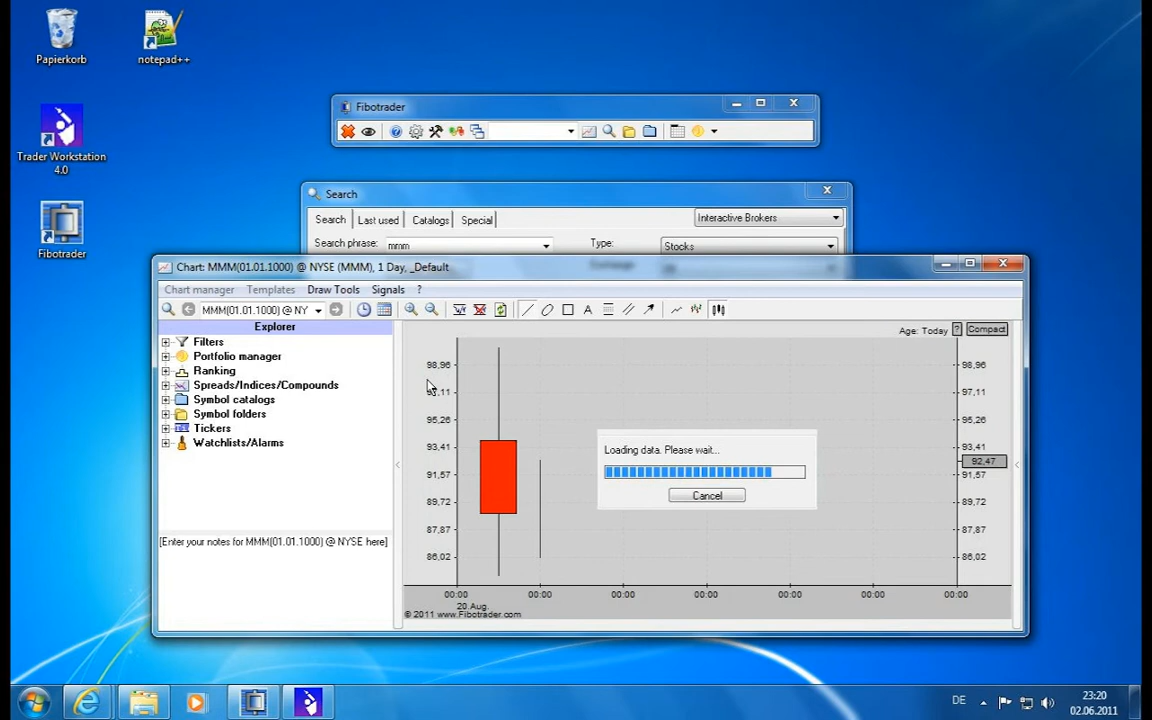 Papierkorb
notepad++
Trader Workstation
4.0
Fibotrader
Fibotrader
Search
Search
Last used
Catalogs
Special
Interactive Brokers
Search phrase:
mmm
Type:
Stocks
Chart: MMM(01.01.1000) @ NYSE (MMM), 1 Day, _Default
Chart manager
Templates
Draw Tools
Signals
?
MMM(01.01.1000) @ NY
A
Explorer
Filters
Portfolio manager
Ranking
Spreads/Indices/Compounds
Symbol catalogs
Symbol folders
Tickers
Watchlists/Alarms
[Enter your notes for MMM(01.01.1000) @ NYSE here]
Age: Today
?
Compact
98,96
95,26
93,41
91,57
89,72
87,87
86,02
Loading data. Please wait...
Cancel
98,96
97,11
95,26
93,41
92,47
91,57
89,72
87,87
86,02
00:00
00:00
00:00
00:00
00:00
00:00
00:00
20.Aug.
© 2011 www.Fibotrader.com
DE
23:20
02.06.2011